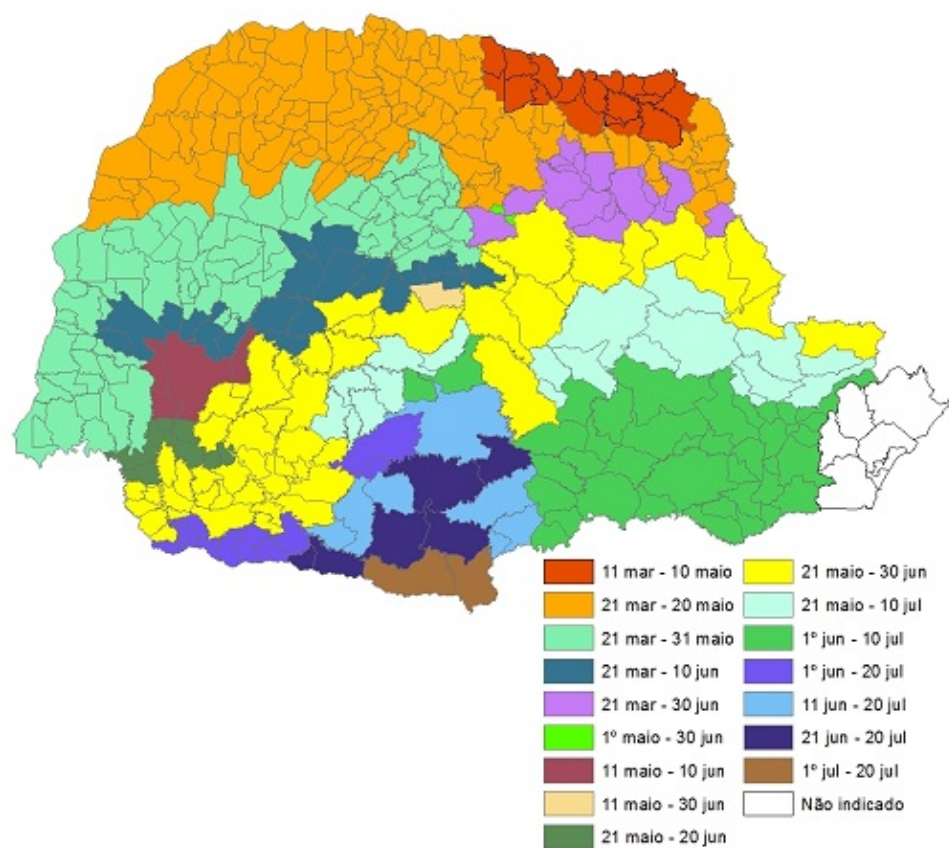 11 mar - 10 maio
21 mar - 20 maio
21 mar - 31 maio
21 mar - 10 jun
21 mar - 30 jun
1º maio - 30 jun
11 maio - 10 jun
11 maio - 30 jun
21 maio - 20 jun
21 maio - 30 jun
21 maio - 10 jul
1º jun - 10 jul
1º jun - 20 jul
11 jun - 20 jul
21 jun - 20 jul
1º jul - 20 jul
Não indicado